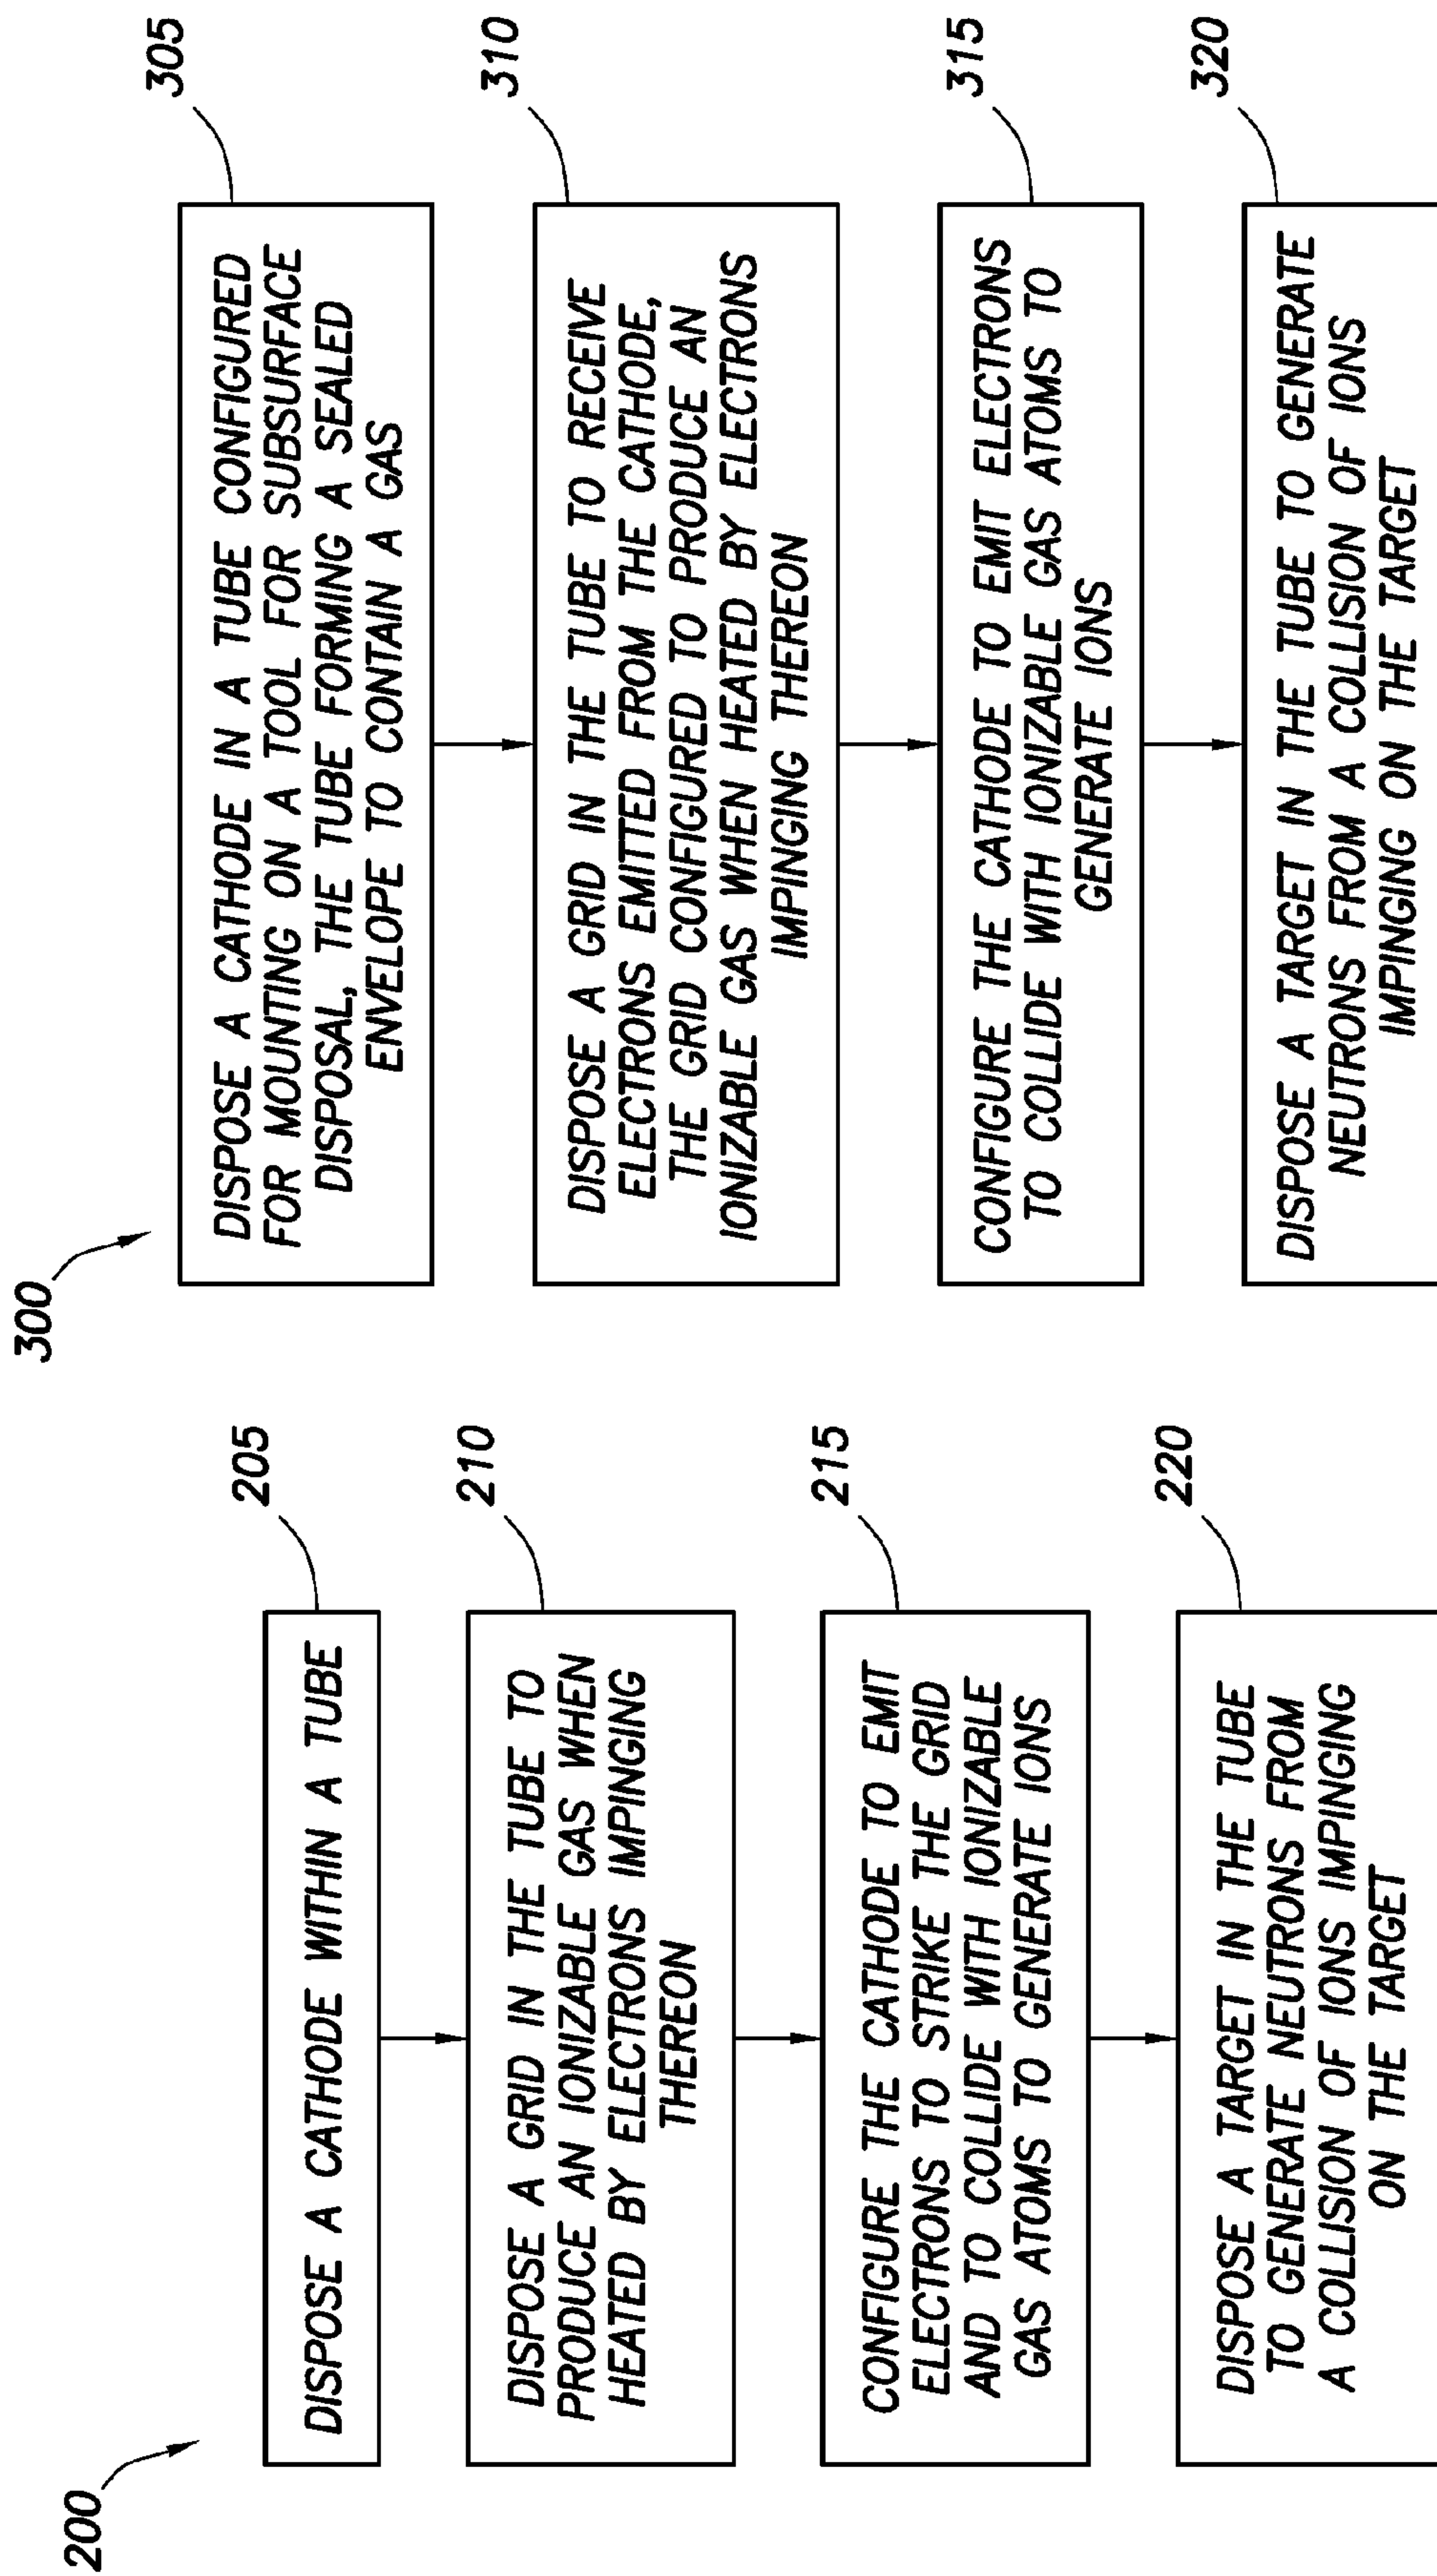 200
205
DISPOSE A CATHODE WITHIN A TUBE
210
DISPOSE A GRID IN THE TUBE TO
PRODUCE AN IONIZABLE GAS WHEN
HEATED BY ELECTRONS IMPINGING
THEREON
215
CONFIGURE THE CATHODE TO EMIT
ELECTRONS TO STRIKE THE GRID
AND TO COLLIDE WITH IONIZABLE
GAS ATOMS TO GENERATE IONS
220
DISPOSE A TARGET IN THE TUBE
TO GENERATE NEUTRONS FROM
A COLLISION OF IONS IMPINGING
ON THE TARGET
300
305
DISPOSE A CATHODE IN A TUBE CONFIGURED
FOR MOUNTING ON A TOOL FOR SUBSURFACE
DISPOSAL, THE TUBE FORMING A SEALED
ENVELOPE TO CONTAIN A GAS
310
DISPOSE A GRID IN THE TUBE TO RECEIVE
ELECTRONS EMITTED FROM THE CATHODE,
THE GRID CONFIGURED TO PRODUCE AN
IONIZABLE GAS WHEN HEATED BY ELECTRONS
IMPINGING THEREON
315
CONFIGURE THE CATHODE TO EMIT ELECTRONS
TO COLLIDE WITH IONIZABLE GAS ATOMS TO
GENERATE IONS
320
DISPOSE A TARGET IN THE TUBE TO GENERATE
NEUTRONS FROM A COLLISION OF IONS
IMPINGING ON THE TARGET